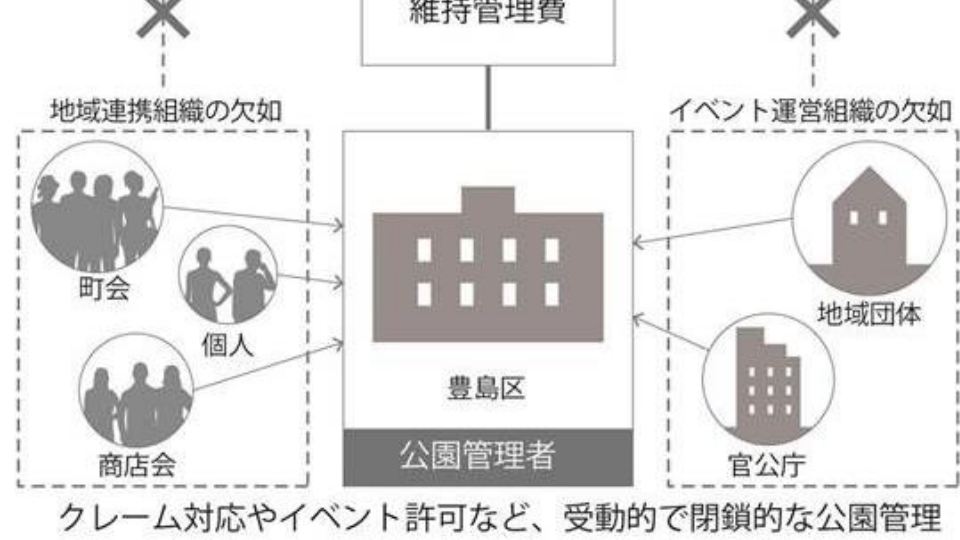 維持管理費
地域連携組織の欠如
イベント運営組織の欠如
町会
個人
商店会
豊島区
公園管理者
地域団体
官公庁
クレーム対応やイベント許可など、受動的で閉鎖的な公園管理